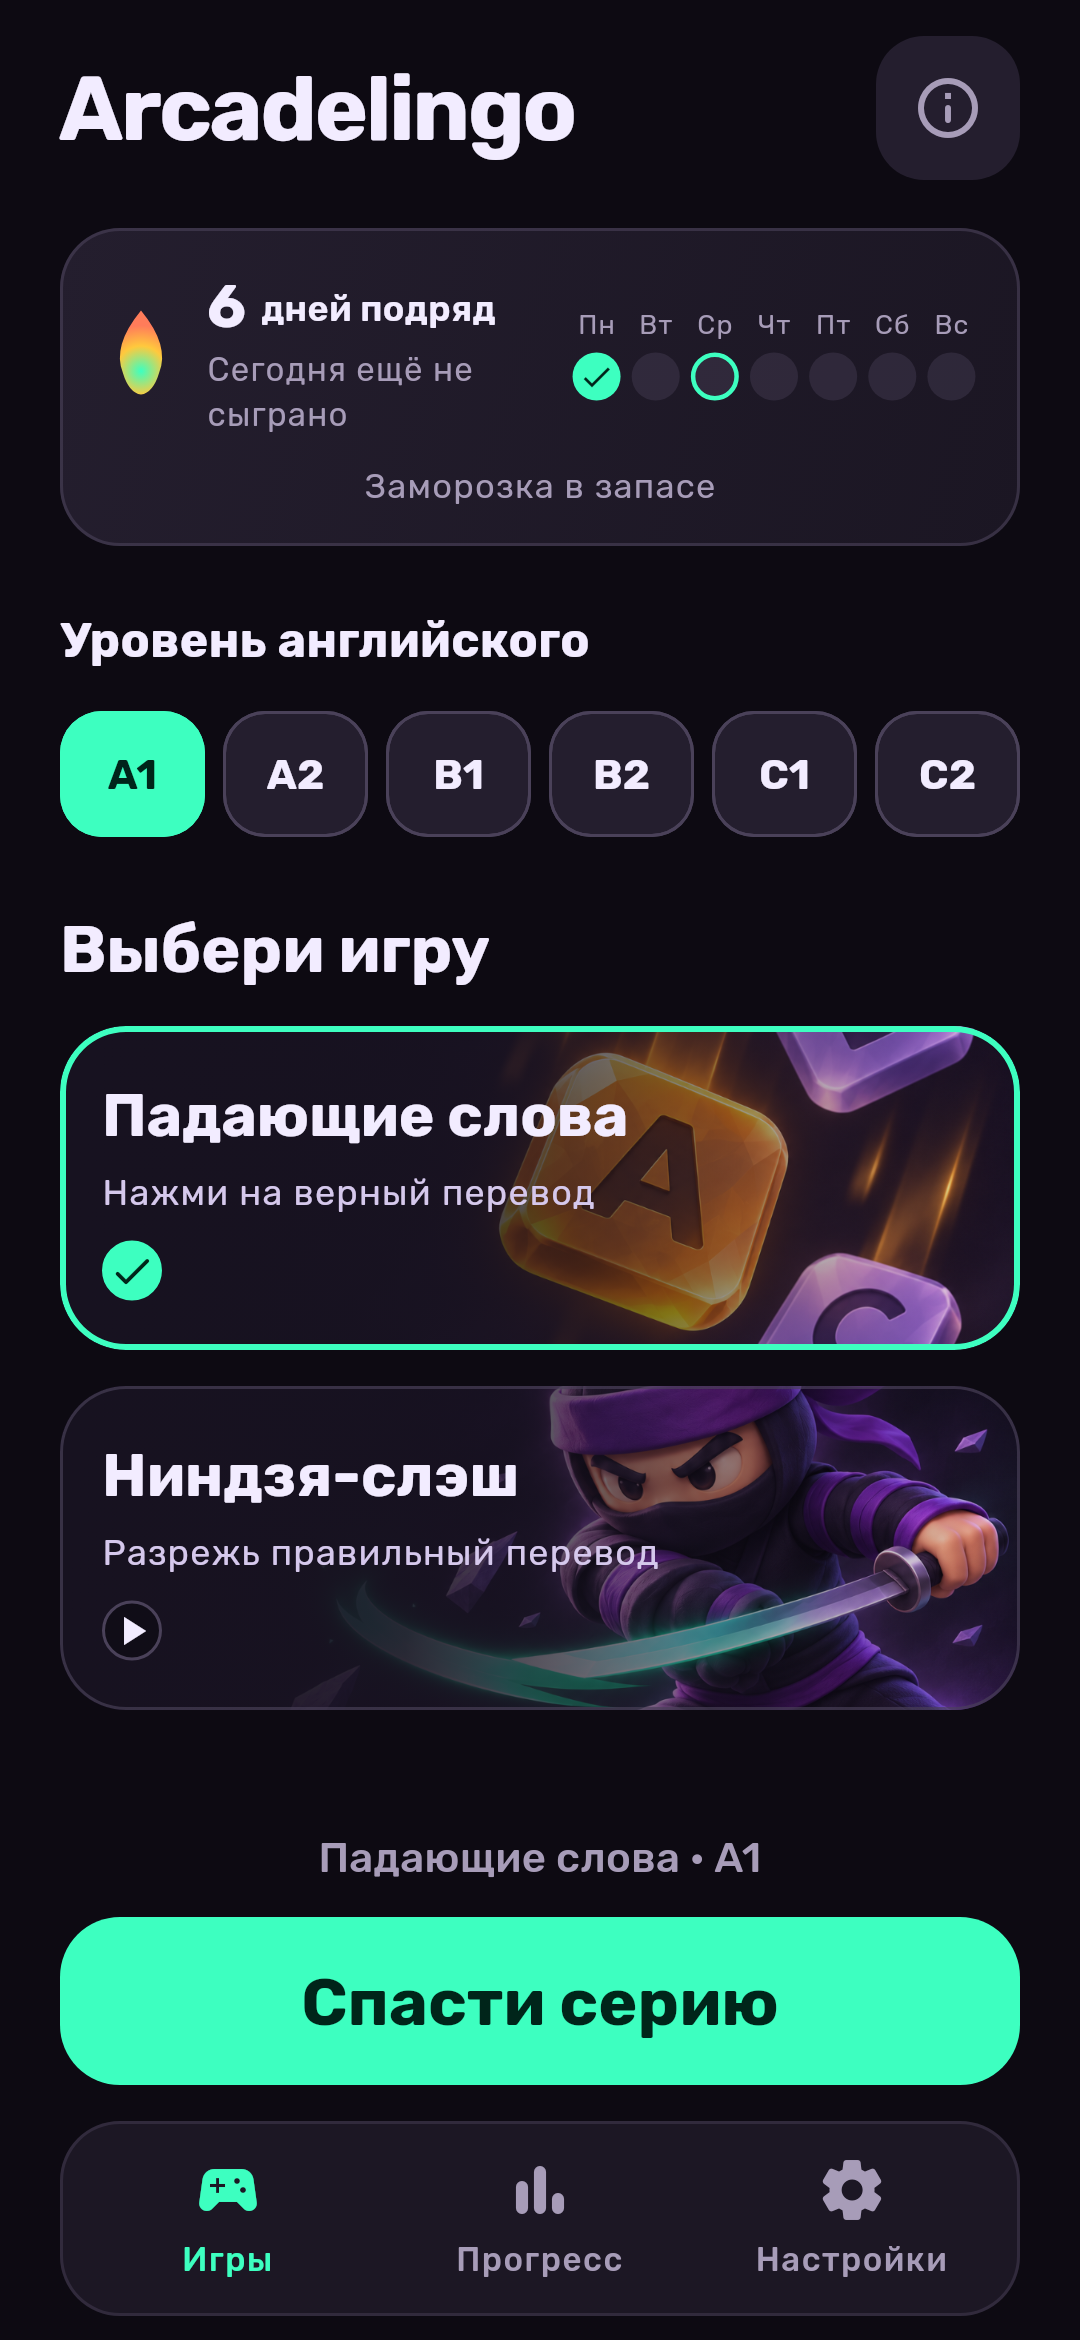 Arcadelingo
6 дней подряд
Сегодня ещё не
сыграно
Пн Вт Ср Чт Пт Сб Вс
Заморозка в запасе
Уровень английского
A1 A2 B1 B2 C1 C2
Выбери игру
Падающие слова
Нажми на верный перевод
A
C
Ниндзя-слэш
Разрежь правильный перевод
Падающие слова • A1
Спасти серию
Игры Прогресс Настройки